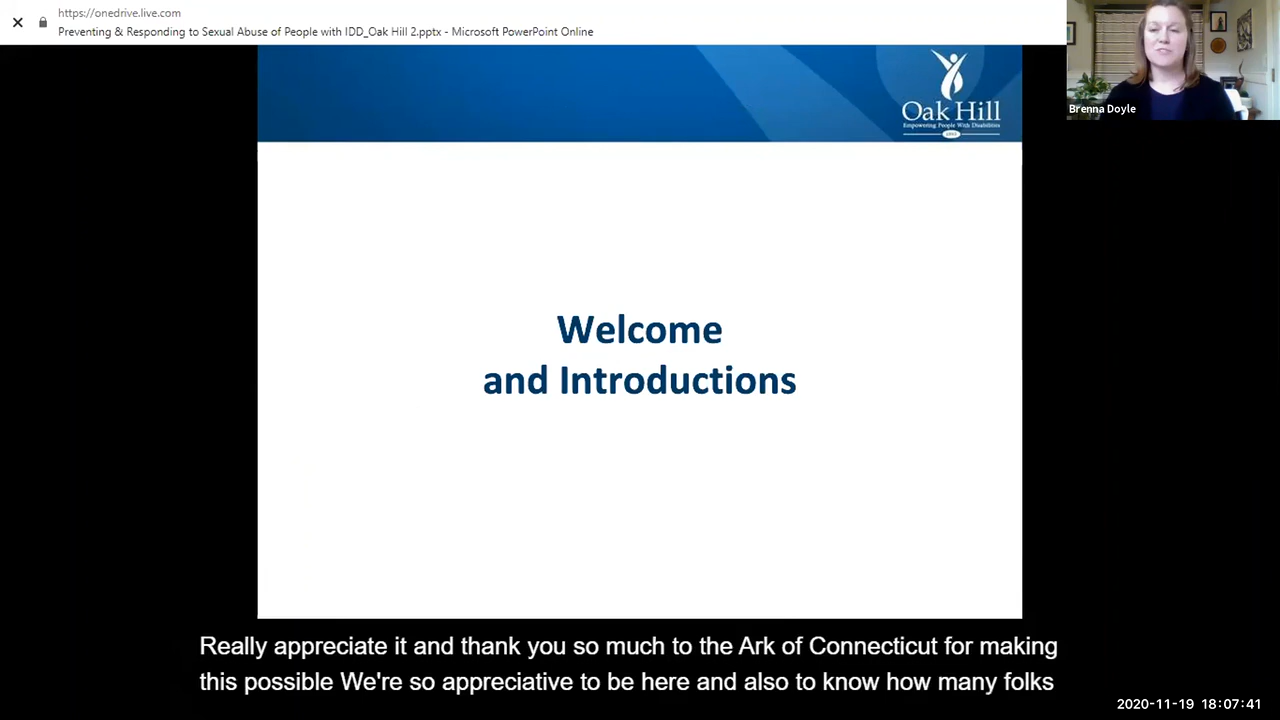 https://onedrive.live.com
Preventing & Responding to Sexual Abuse of People with IDD_Oak Hill 2.pptx - Microsoft PowerPoint Online
Brenna Doyle
Oak Hill
Empowering People With Disabilities
Welcome
and Introductions
Really appreciate it and thank you so much to the Ark of Connecticut for making
this possible We're so appreciative to be here and also to know how many folks
2020-11-19 18:07:41